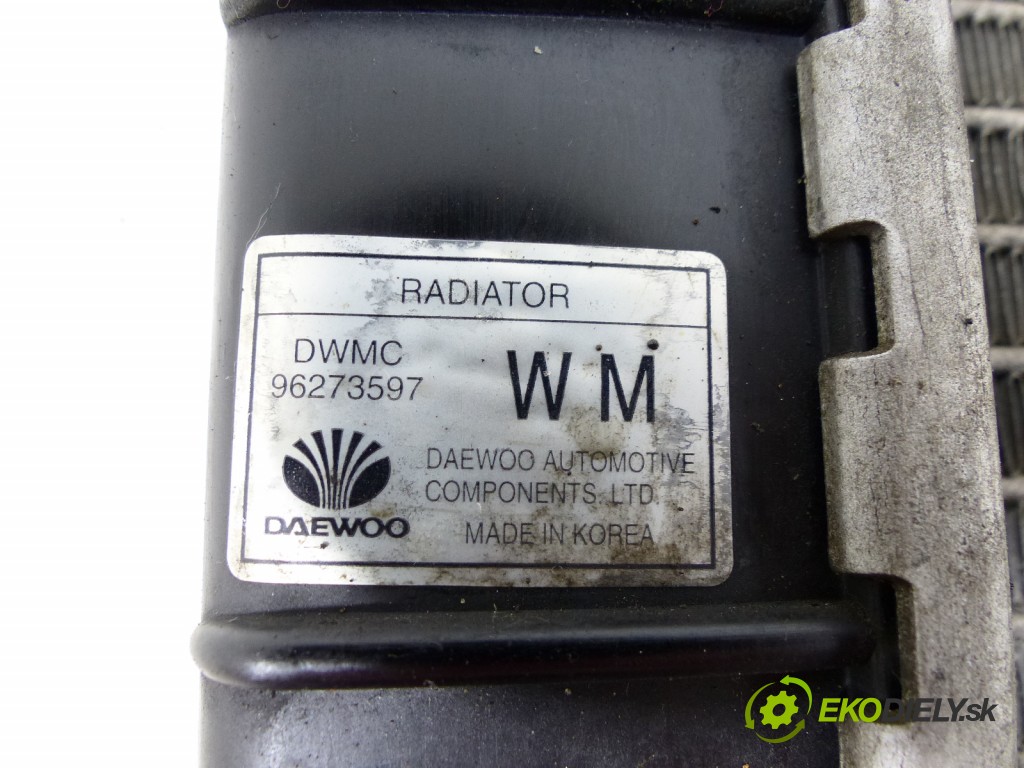 RADIATOR
DWMC
96273597
W M
DAEWOO AUTOMOTIVE
COMPONENTS. LTD.
DAEWOO
MADE IN KOREA
EKODIELY.sk